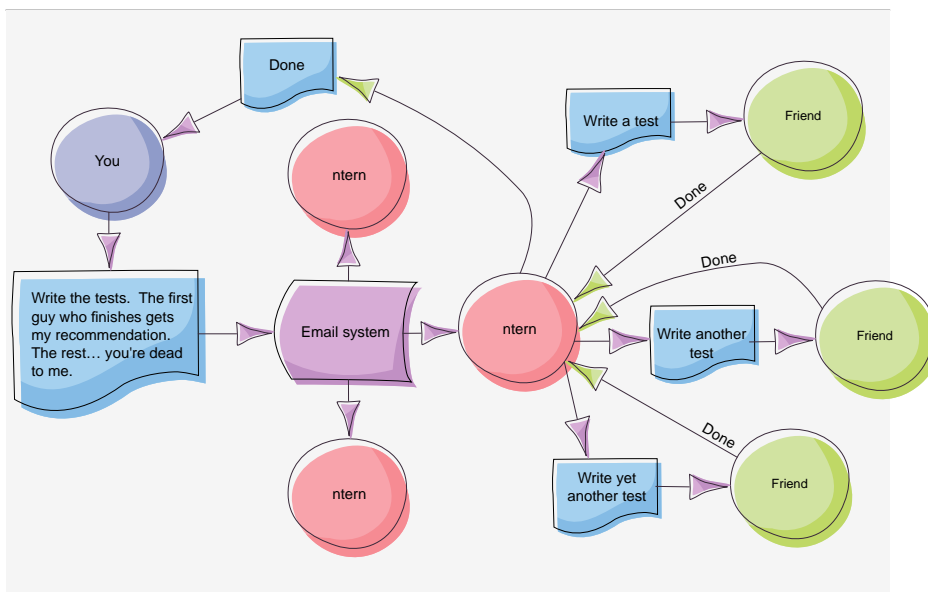 Done
You
ntern
Write the tests.  The first
guy who finishes gets
my recommendation.
The rest… you're dead
to me.
Email system
ntern
ntern
Write a test
Friend
Done
Done
Write another
test
Friend
Done
Write yet
another test
Friend